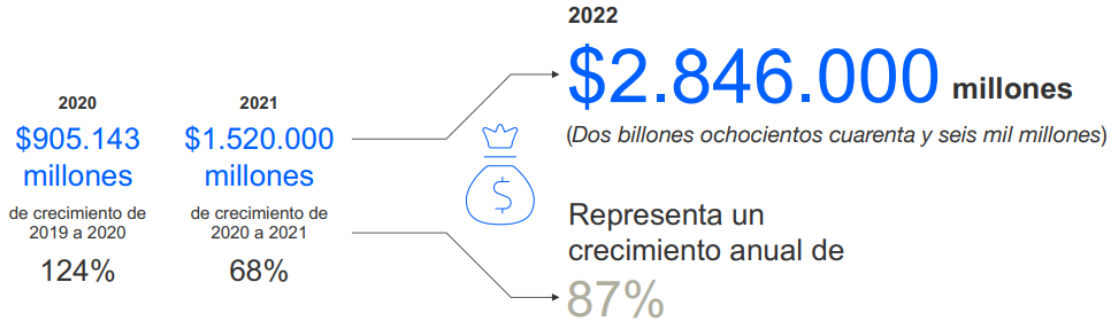 2020
$905.143
millones
de crecimiento de
2019 a 2020
124%
2021
$1.520.000
millones
de crecimiento de
2020 a 2021
68%
$
2022
$2.846.000 millones
(Dos billones ochocientos cuarenta y seis mil millones)
Representa un
crecimiento anual de
87%